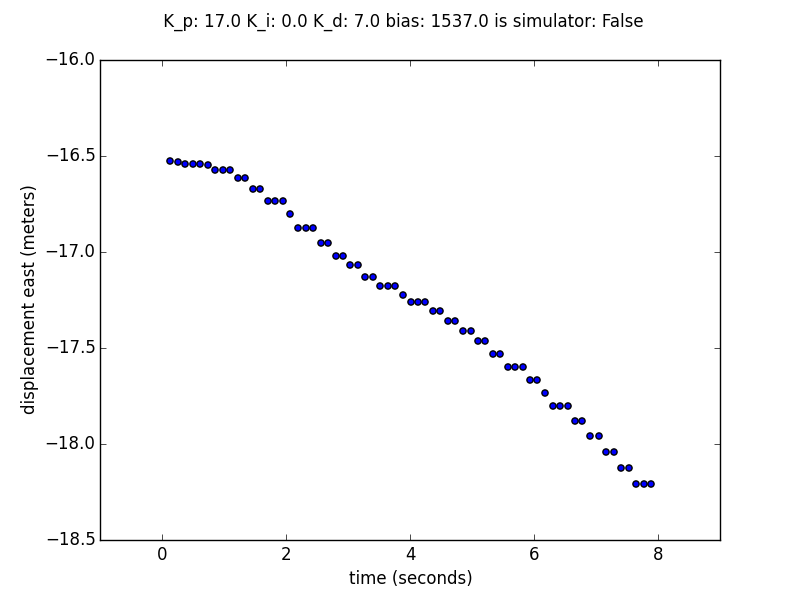 K_p: 17.0 K_i: 0.0 K_d: 7.0 bias: 1537.0 is simulator: False
−16.0
−16.5
−17.0
−17.5
−18.0
−18.5
displacement east (meters)
0 2 4 6 8
time (seconds)